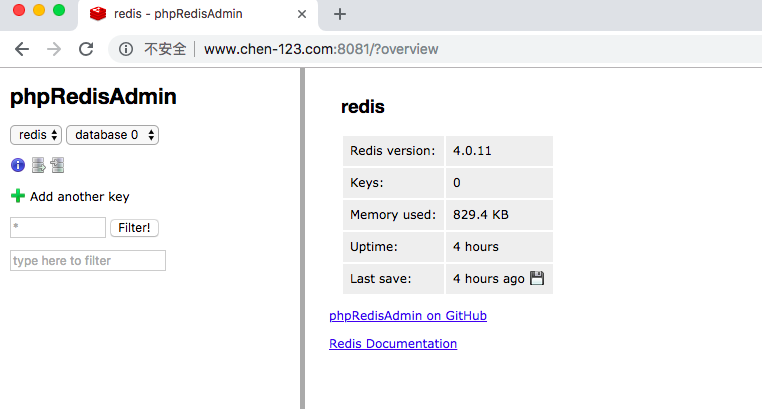 redis - phpRedisAdmin
不安全 www.chen-123.com:8081/?overview
phpRedisAdmin
redis database 0
Add another key
* Filter!
type here to filter
redis
Redis version: 4.0.11
Keys: 0
Memory used: 829.4 KB
Uptime: 4 hours
Last save: 4 hours ago
phpRedisAdmin on GitHub
Redis Documentation